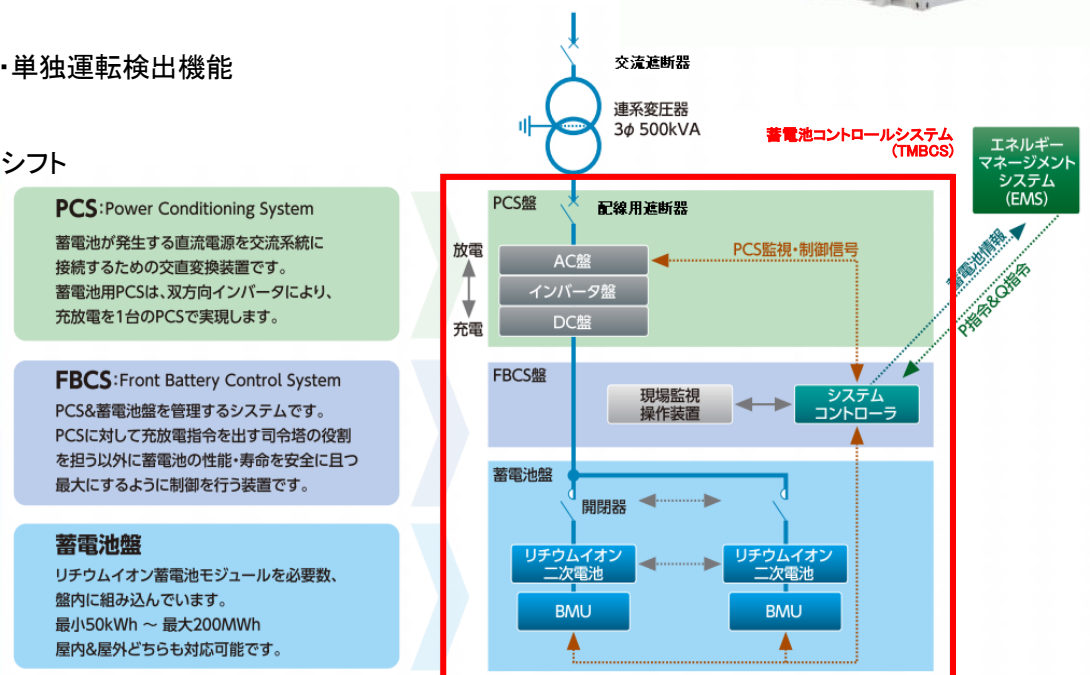 ・単独運転検出機能
シフト
交流遮断器
連系変圧器
3φ 500kVA
蓄電池コントロールシステム
(TMBCS)
エネルギー
マネージメント
システム
(EMS)
蓄電池情報
P指令&Q指令
PCS:Power Conditioning System
蓄電池が発生する直流電源を交流系統に
接続するための交直変換装置です。
蓄電池用PCSは、双方向インバータにより、
充放電を1台のPCSで実現します。
PCS盤
配線用遮断器
放電
充電
AC盤
インバータ盤
DC盤
PCS監視・制御信号
FBCS:Front Battery Control System
PCS&蓄電池盤を管理するシステムです。
PCSに対して充放電指令を出す司令塔の役割
を担う以外に蓄電池の性能・寿命を安全に且つ
最大にするように制御を行う装置です。
FBCS盤
現場監視
操作装置
システム
コントローラ
蓄電池盤
リチウムイオン蓄電池モジュールを必要数、
盤内に組み込んでいます。
最小50kWh ~ 最大200MWh
屋内&屋外どちらも対応可能です。
蓄電池盤
開閉器
リチウムイオン
二次電池
リチウムイオン
二次電池
BMU
BMU